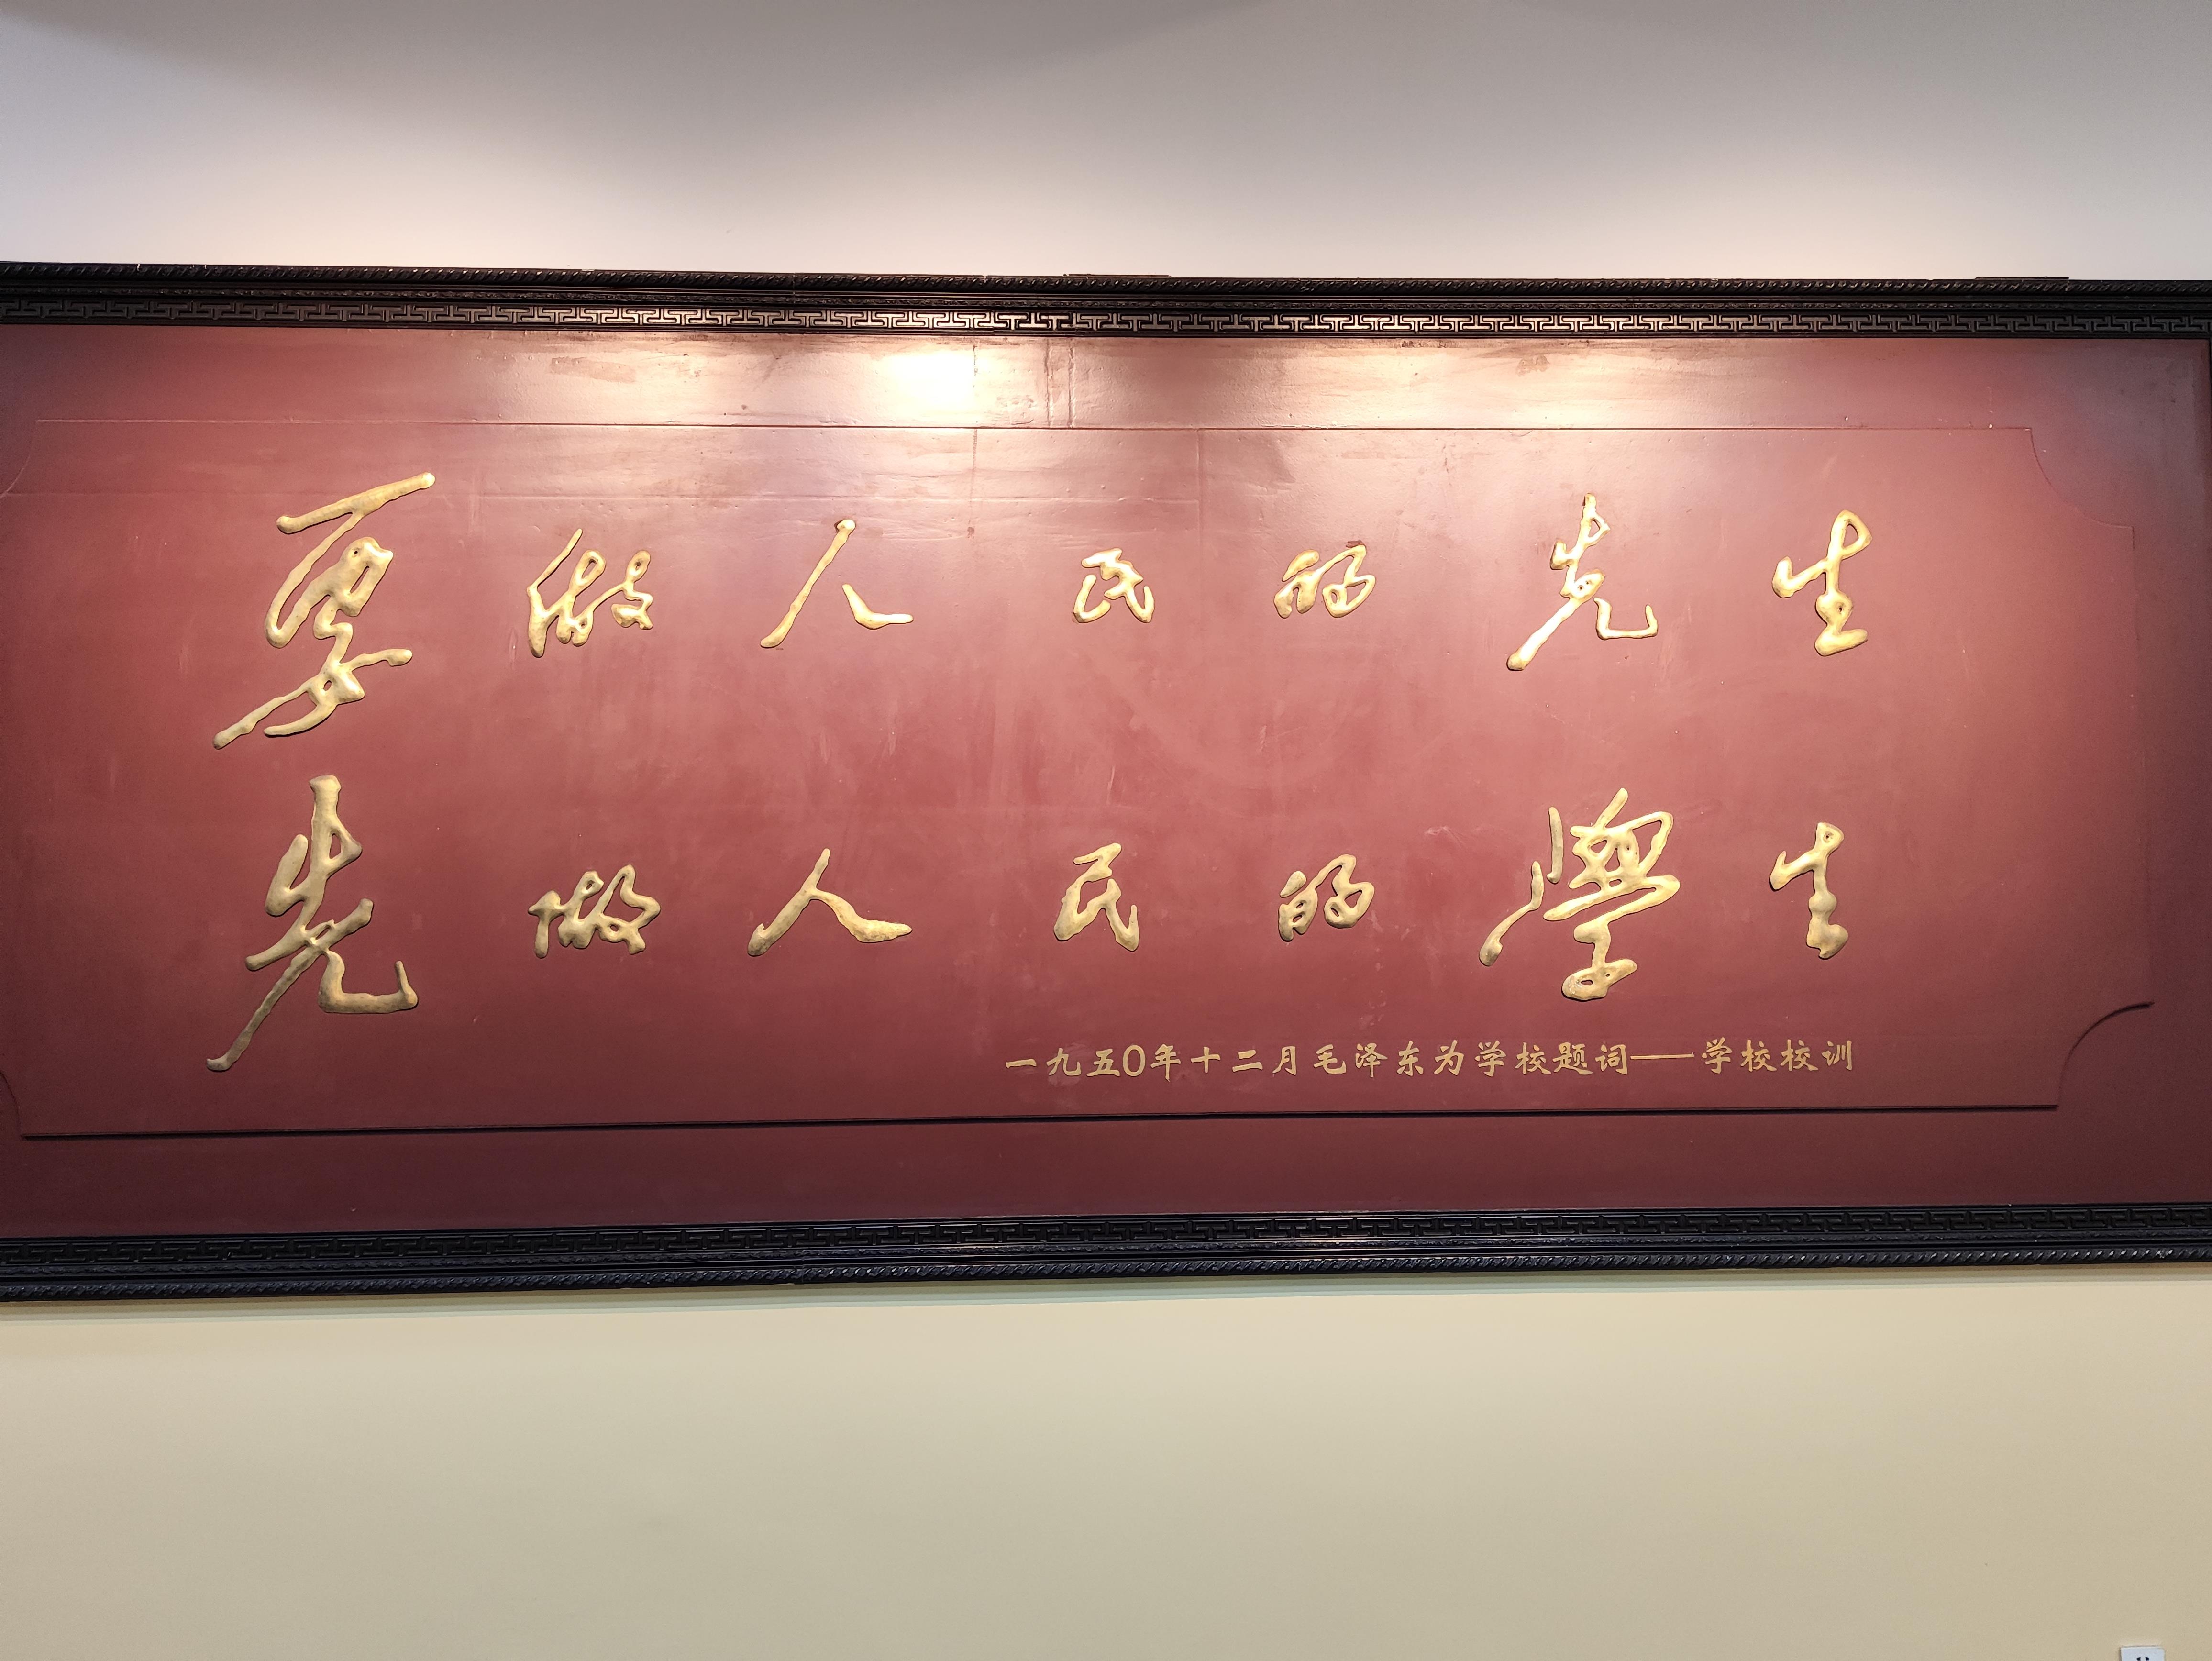 要做人民的先生
先做人民的學生
一九五〇年十二月毛泽东为学校题词——学校校训